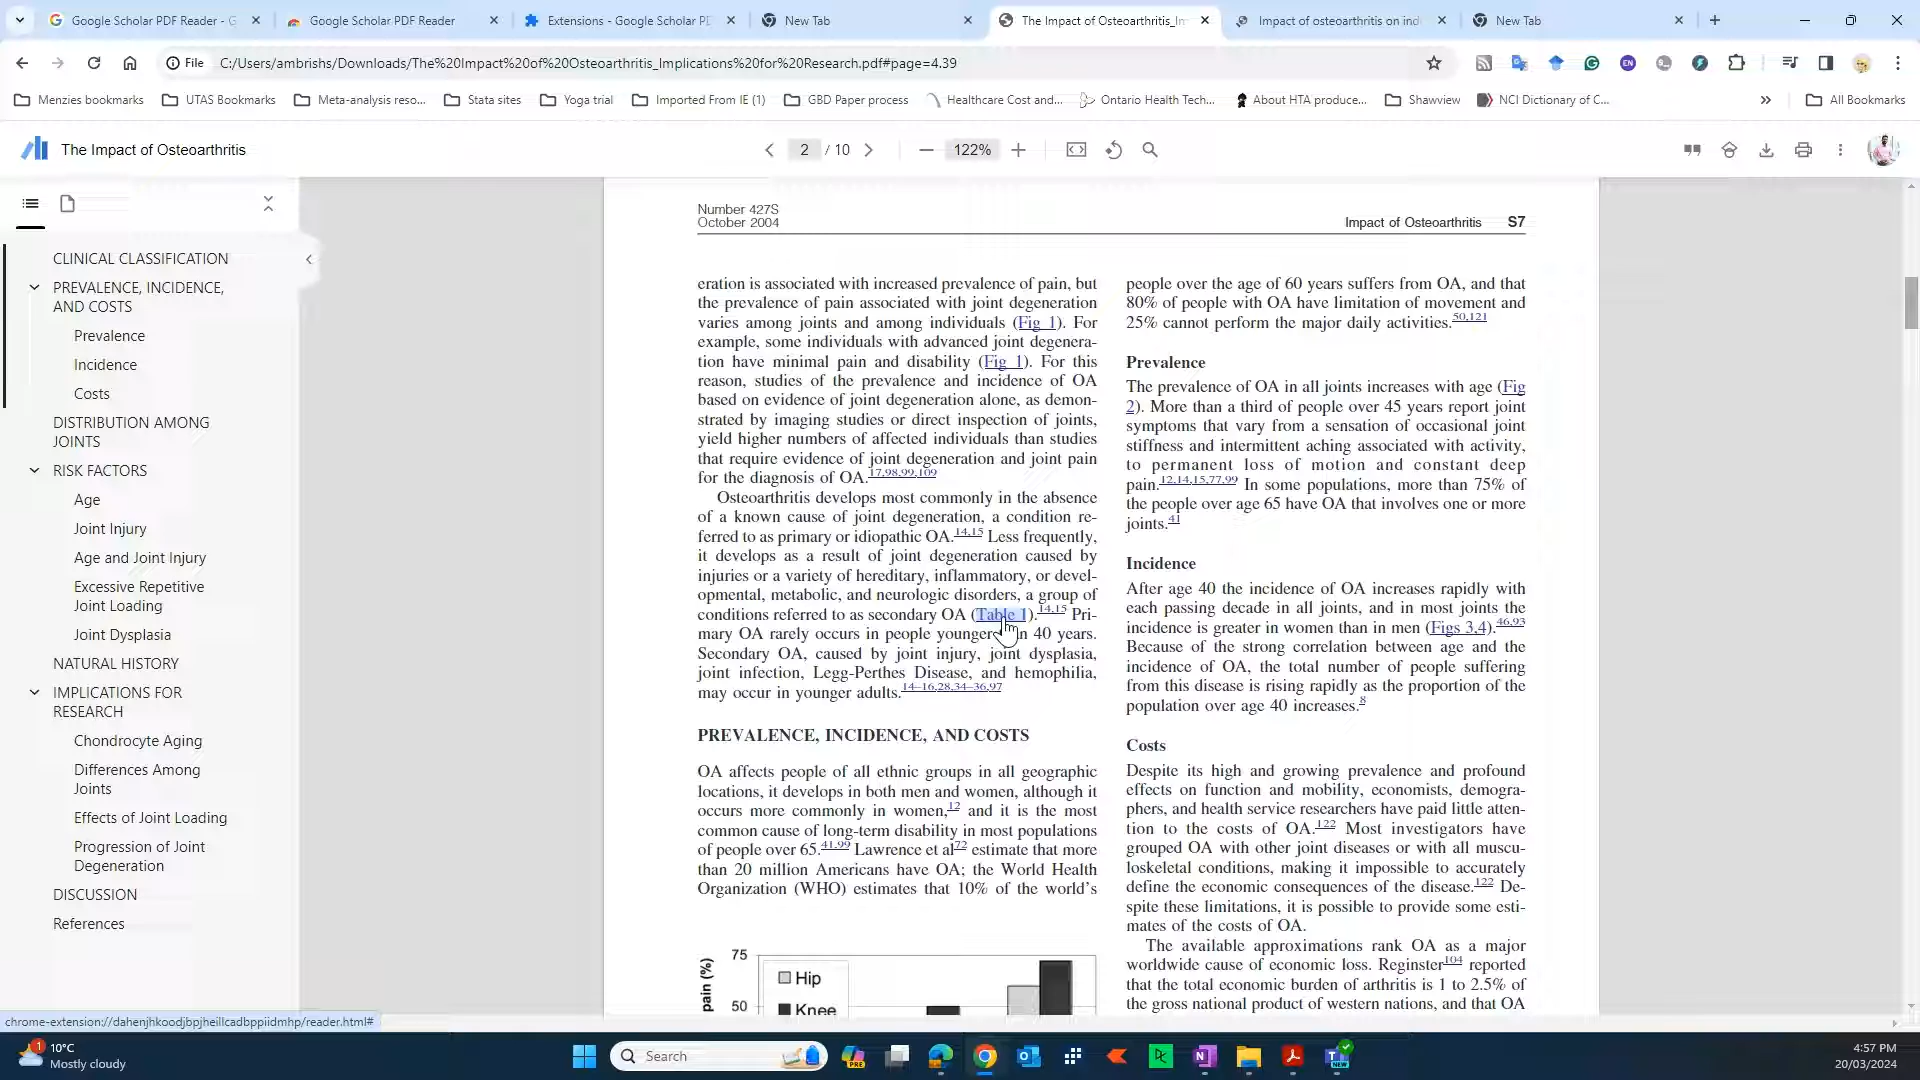 Google Scholar PDF Reader - G
Google Scholar PDF Reader
Extensions - Google Scholar PD
New Tab
The Impact of Osteoarthritis_Im
Impact of osteoarthritis on indi
New Tab
File
C:/Users/ambrishs/Downloads/The%20Impact%20of%20Osteoarthritis_Implications%20for%20Research.pdf#page=4.39
Menzies bookmarks
UTAS Bookmarks
Meta-analysis reso...
Stata sites
Yoga trial
Imported From IE (1)
GBD Paper process
Healthcare Cost and...
Ontario Health Tech...
About HTA produce...
Shawview
NCI Dictionary of C...
All Bookmarks
The Impact of Osteoarthritis
2 / 10
122%
CLINICAL CLASSIFICATION
PREVALENCE, INCIDENCE,
AND COSTS
Prevalence
Incidence
Costs
DISTRIBUTION AMONG
JOINTS
RISK FACTORS
Age
Joint Injury
Age and Joint Injury
Excessive Repetitive
Joint Loading
Joint Dysplasia
NATURAL HISTORY
IMPLICATIONS FOR
RESEARCH
Chondrocyte Aging
Differences Among
Joints
Effects of Joint Loading
Progression of Joint
Degeneration
DISCUSSION
References
Number 427S
October 2004
Impact of Osteoarthritis S7
eration is associated with increased prevalence of pain, but
the prevalence of pain associated with joint degeneration
varies among joints and among individuals (Fig 1). For
example, some individuals with advanced joint degenera-
tion have minimal pain and disability (Fig 1). For this
reason, studies of the prevalence and incidence of OA
based on evidence of joint degeneration alone, as demon-
strated by imaging studies or direct inspection of joints,
yield higher numbers of affected individuals than studies
that require evidence of joint degeneration and joint pain
for the diagnosis of OA.17,98,99,109
Osteoarthritis develops most commonly in the absence
of a known cause of joint degeneration, a condition re-
ferred to as primary or idiopathic OA.14,15 Less frequently,
it develops as a result of joint degeneration caused by
injuries or a variety of hereditary, inflammatory, or devel-
opmental, metabolic, and neurologic disorders, a group of
conditions referred to as secondary OA (Table 1).14,15 Pri-
mary OA rarely occurs in people younger n 40 years.
Secondary OA, caused by joint injury, joint dysplasia,
joint infection, Legg-Perthes Disease, and hemophilia,
may occur in younger adults.14–16,28,34–36,97
PREVALENCE, INCIDENCE, AND COSTS
OA affects people of all ethnic groups in all geographic
locations, it develops in both men and women, although it
occurs more commonly in women,12 and it is the most
common cause of long-term disability in most populations
of people over 65.41,99 Lawrence et al72 estimate that more
than 20 million Americans have OA; the World Health
Organization (WHO) estimates that 10% of the world's
75
50
pain (%)
Hip
Knee
people over the age of 60 years suffers from OA, and that
80% of people with OA have limitation of movement and
25% cannot perform the major daily activities.50,121
Prevalence
The prevalence of OA in all joints increases with age (Fig
2). More than a third of people over 45 years report joint
symptoms that vary from a sensation of occasional joint
stiffness and intermittent aching associated with activity,
to permanent loss of motion and constant deep
pain.12,14,15,77,99 In some populations, more than 75% of
the people over age 65 have OA that involves one or more
joints.41
Incidence
After age 40 the incidence of OA increases rapidly with
each passing decade in all joints, and in most joints the
incidence is greater in women than in men (Figs 3,4).46,93
Because of the strong correlation between age and the
incidence of OA, the total number of people suffering
from this disease is rising rapidly as the proportion of the
population over age 40 increases.8
Costs
Despite its high and growing prevalence and profound
effects on function and mobility, economists, demogra-
phers, and health service researchers have paid little atten-
tion to the costs of OA.122 Most investigators have
grouped OA with other joint diseases or with all muscu-
loskeletal conditions, making it impossible to accurately
define the economic consequences of the disease.122 De-
spite these limitations, it is possible to provide some esti-
mates of the costs of OA.
The available approximations rank OA as a major
worldwide cause of economic loss. Reginster104 reported
that the total economic burden of arthritis is 1 to 2.5% of
the gross national product of western nations, and that OA
chrome-extension://dahenjhkoodjbpjheillcadbppiidmhp/reader.html#
1
10°C
Mostly cloudy
Search
4:57 PM
20/03/2024